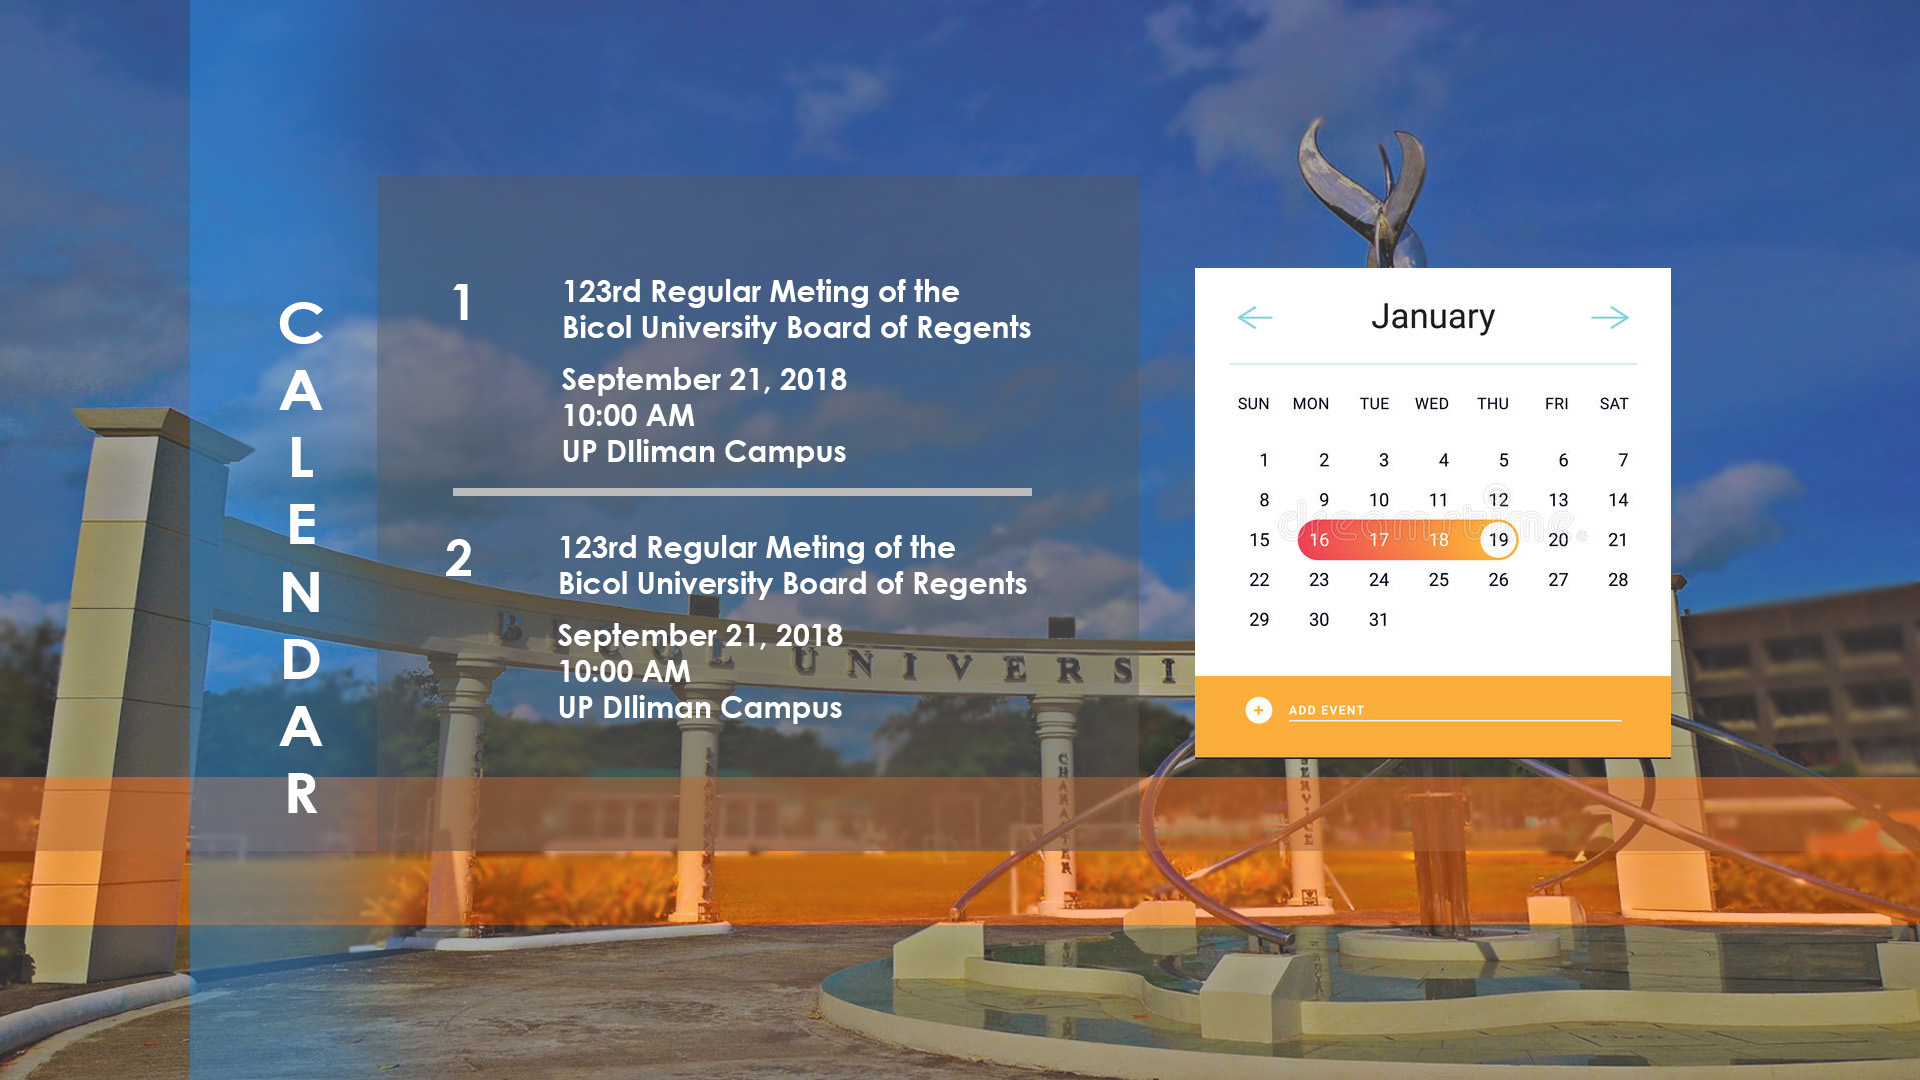 CALENDAR
1
123rd Regular Meting of the
Bicol University Board of Regents
September 21, 2018
10:00 AM
UP DIliman Campus
2
123rd Regular Meting of the
Bicol University Board of Regents
September 21, 2018
10:00 AM
UP DIliman Campus
January
SUN MON TUE WED THU FRI SAT
1 2 3 4 5 6 7
8 9 10 11 12 13 14
15 16 17 18 19 20 21
22 23 24 25 26 27 28
29 30 31
dreamstime.
+ ADD EVENT
UNIVERSI
CHARACTER
SERVICE